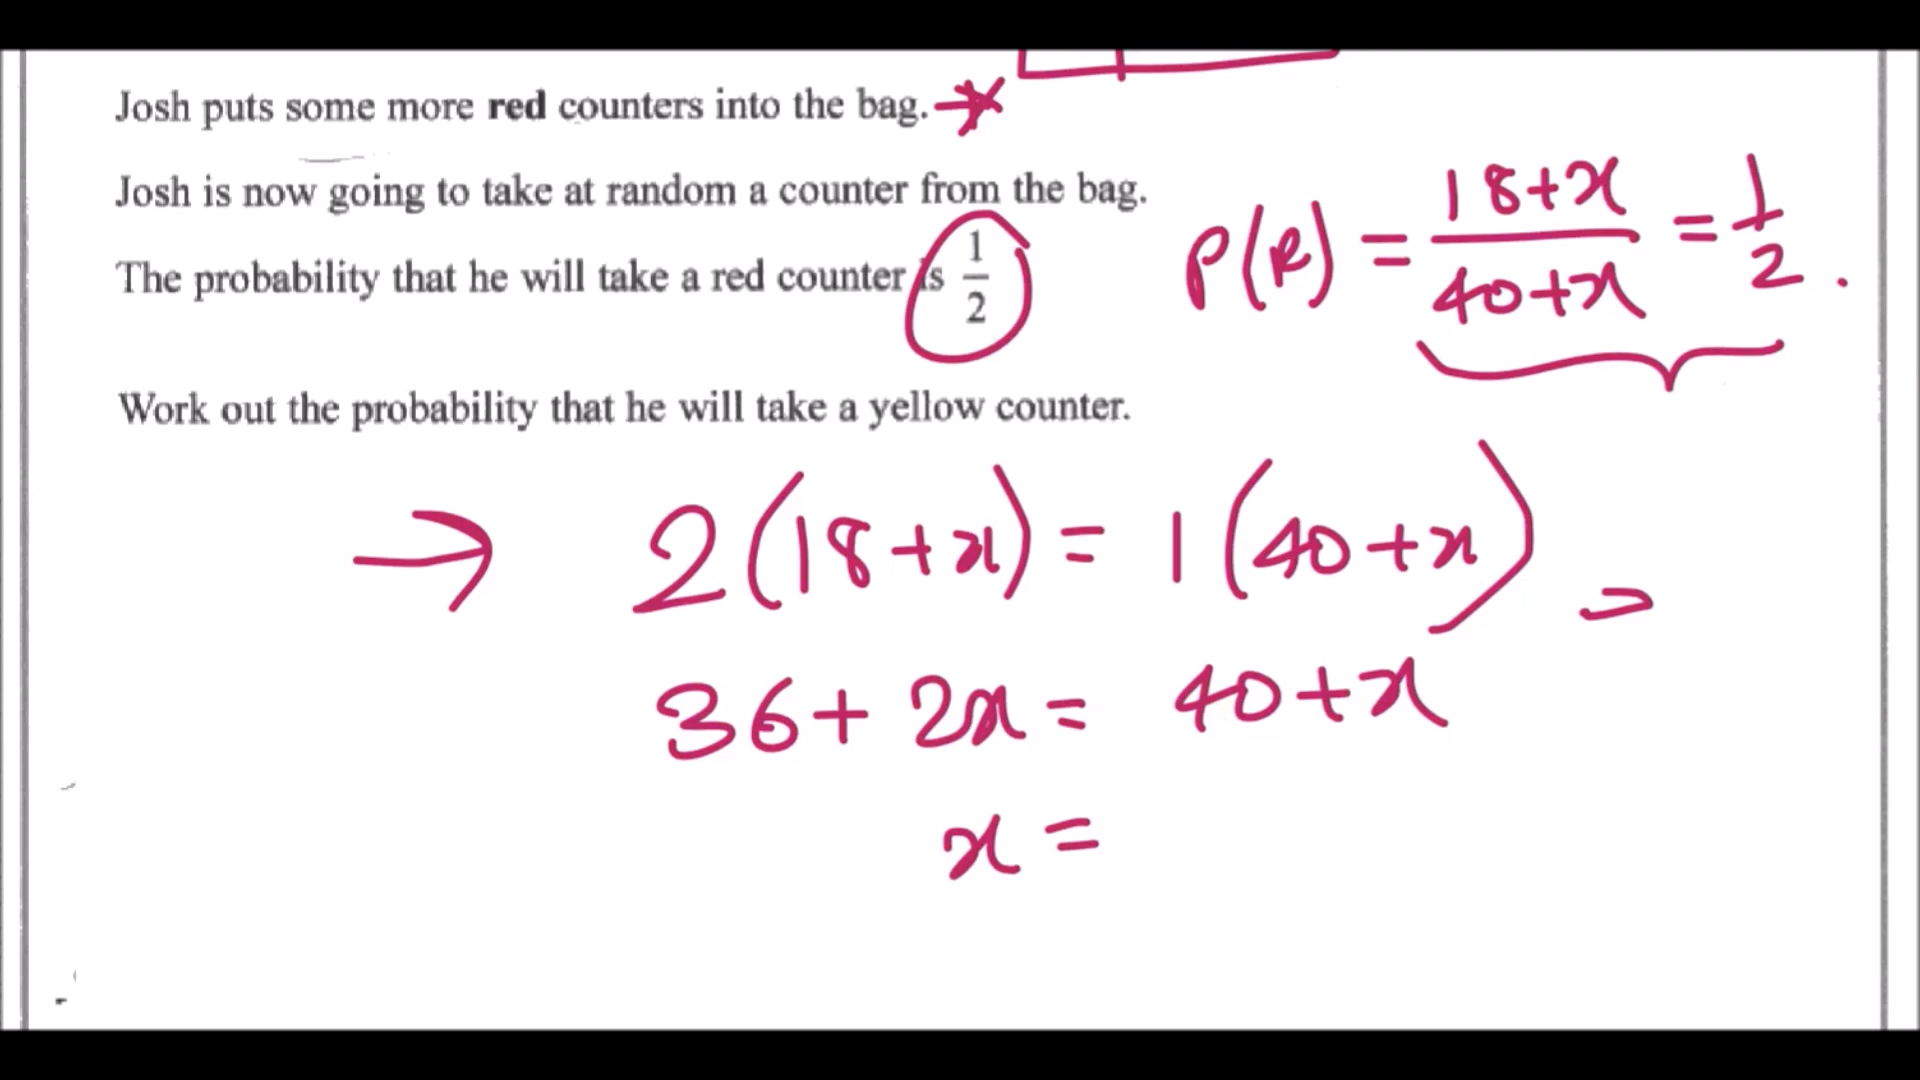 Josh puts some more red counters into the bag.
Josh is now going to take at random a counter from the bag.
P(R) = 18+x / 40+x = 1/2 .
The probability that he will take a red counter is 1/2
Work out the probability that he will take a yellow counter.
→ 2(18+x) = 1(40+x)
36 + 2x = 40+x
x =